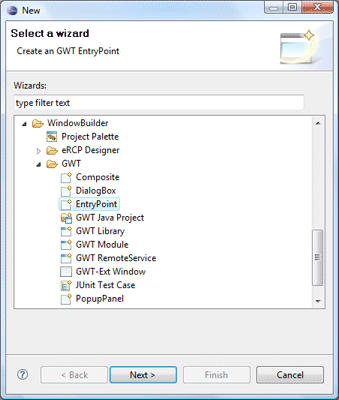 New
Select a wizard
Create an GWT EntryPoint
Wizards:
type filter text
WindowBuilder
Project Palette
eRCP Designer
GWT
Composite
DialogBox
EntryPoint
GWT Java Project
GWT Library
GWT Module
GWT RemoteService
GWT-Ext Window
JUnit Test Case
PopupPanel
? < Back Next > Finish Cancel